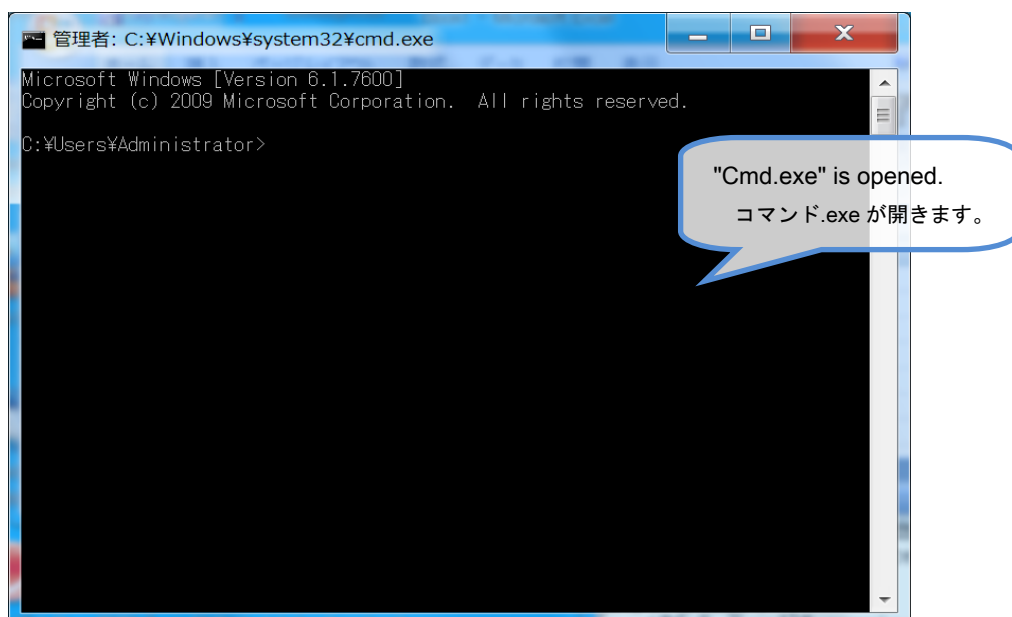 管理者: C:¥Windows¥system32¥cmd.exe
Microsoft Windows [Version 6.1.7600]
Copyright (c) 2009 Microsoft Corporation.  All rights reserved.
C:¥Users¥Administrator>
"Cmd.exe" is opened.
コマンド.exe が開きます。